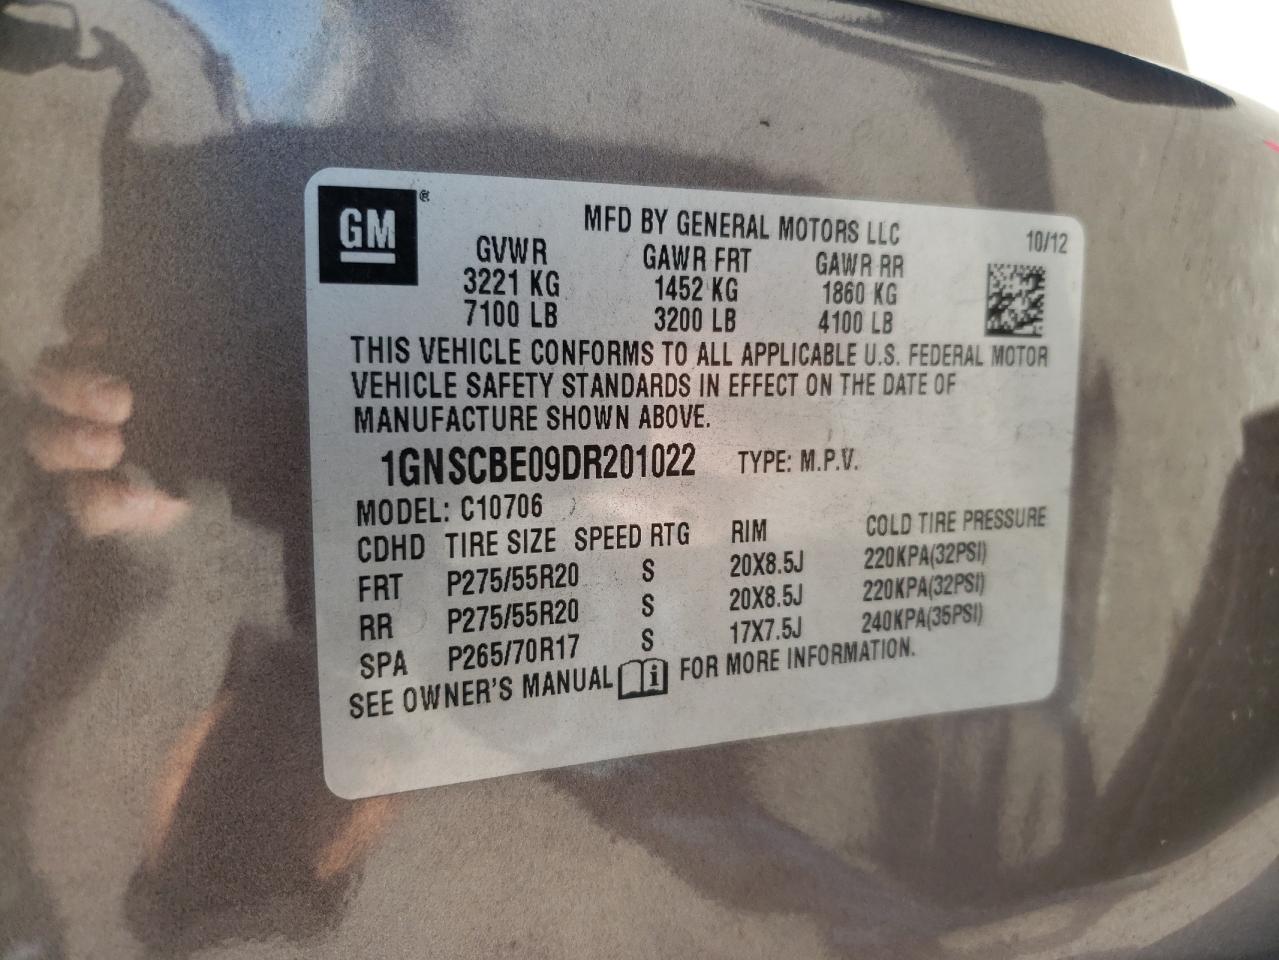 GM ®
MFD BY GENERAL MOTORS LLC 10/12
GVWR GAWR FRT GAWR RR
3221 KG 1452 KG 1860 KG
7100 LB 3200 LB 4100 LB
THIS VEHICLE CONFORMS TO ALL APPLICABLE U.S. FEDERAL MOTOR
VEHICLE SAFETY STANDARDS IN EFFECT ON THE DATE OF
MANUFACTURE SHOWN ABOVE.
1GNSCBE09DR201022 TYPE: M.P.V.
MODEL: C10706
CDHD TIRE SIZE SPEED RTG RIM COLD TIRE PRESSURE
FRT P275/55R20 S 20X8.5J 220KPA(32PSI)
RR P275/55R20 S 20X8.5J 220KPA(32PSI)
SPA P265/70R17 S 17X7.5J 240KPA(35PSI)
SEE OWNER'S MANUAL i FOR MORE INFORMATION.